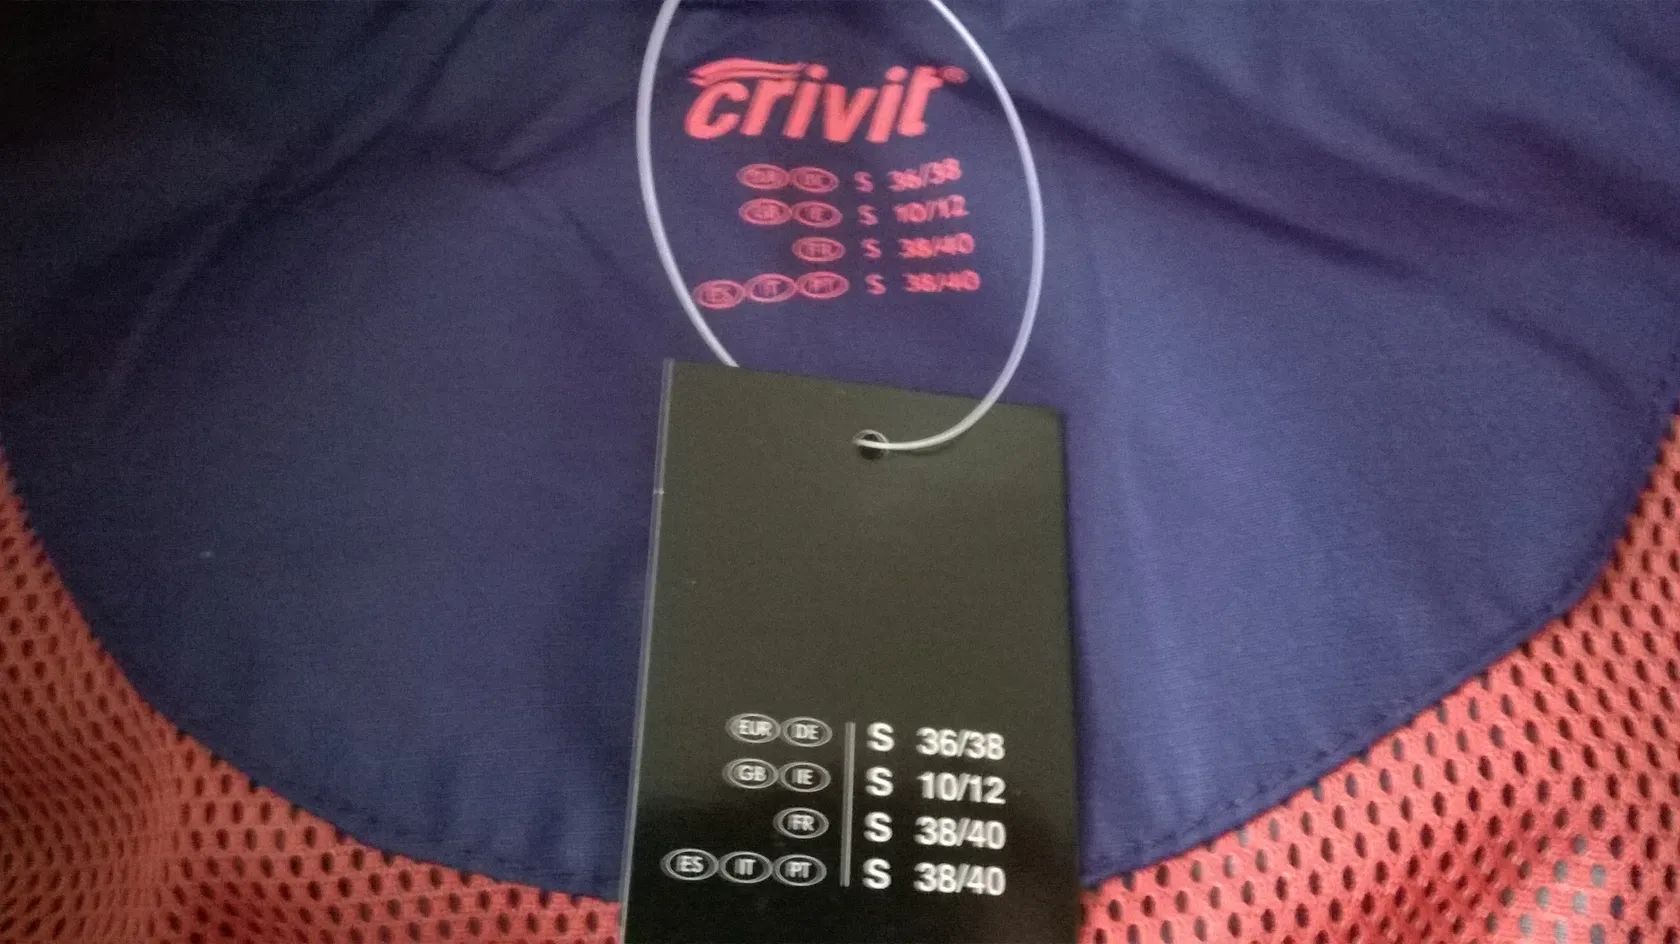 crivit®
EUR DE S 36/38
GB IE S 10/12
FR S 38/40
ES IT PT S 38/40
EUR DE S 36/38
GB IE S 10/12
FR S 38/40
ES IT PT S 38/40